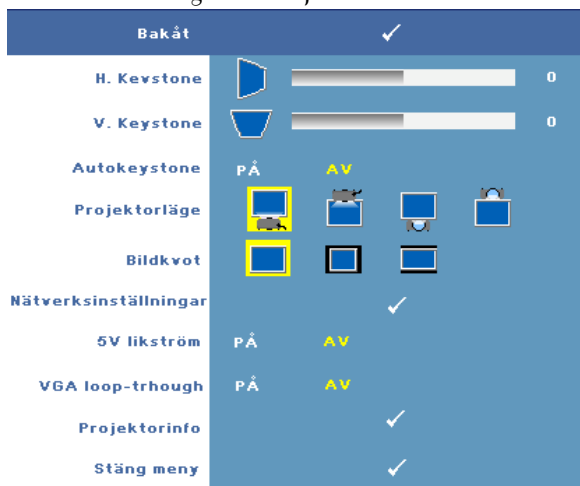 Bakåt
H. Keystone 0
V. Keystone 0
Autokeystone PÅ AV
Projektorläge
Bildkvot
Nätverksinställningar
5V likström PÅ AV
VGA loop-trhough PÅ AV
Projektorinfo
Stäng meny